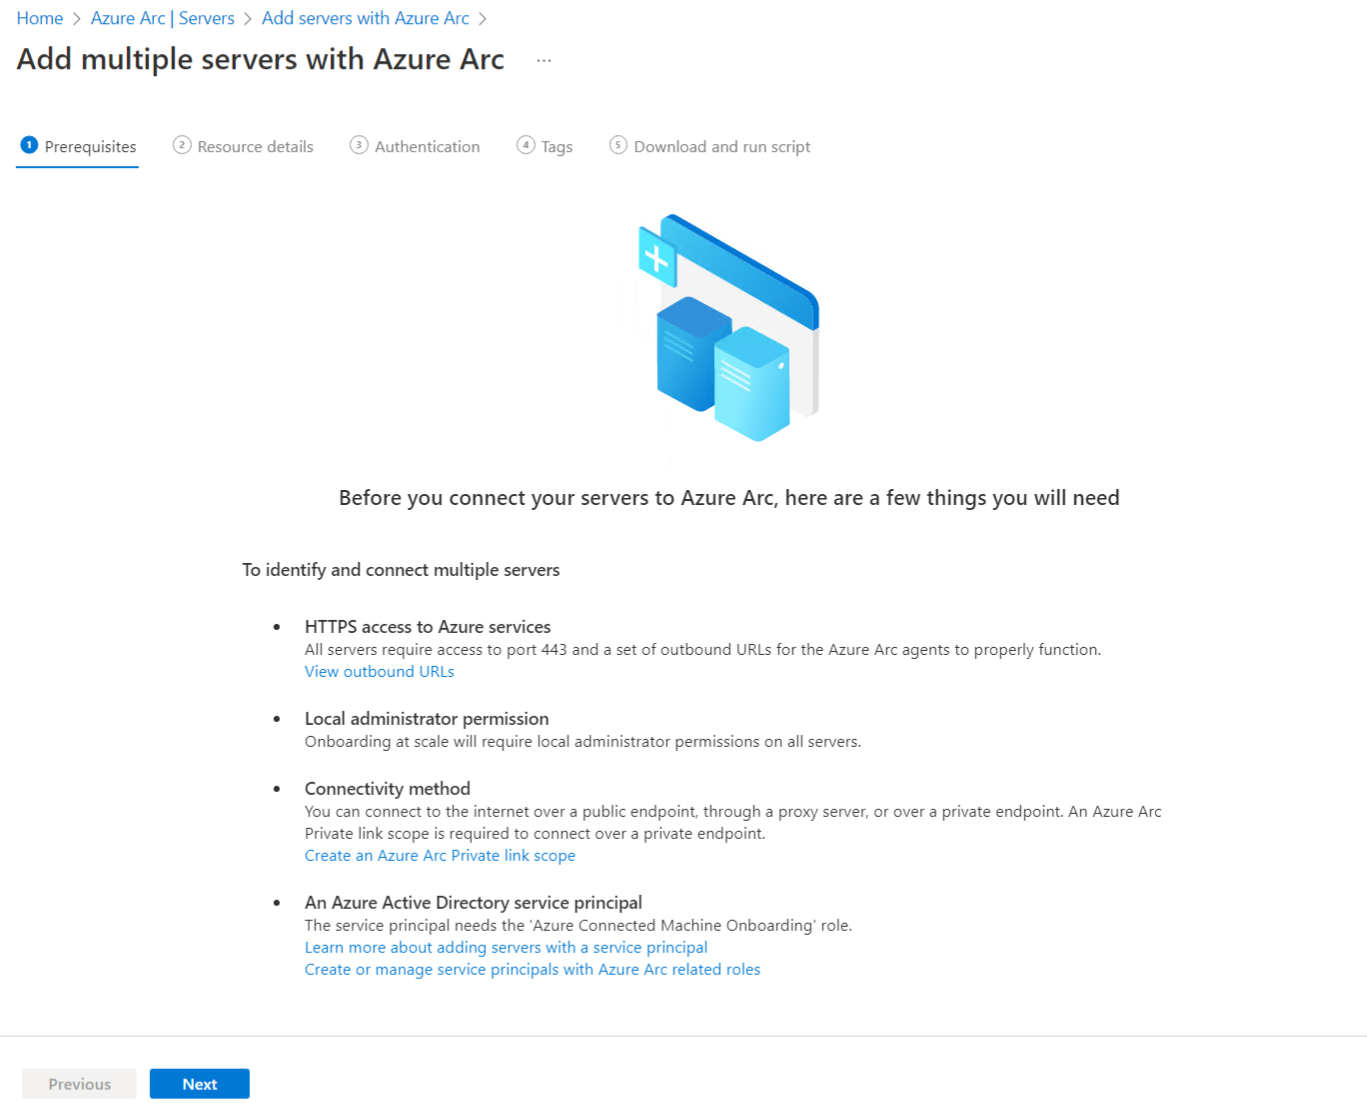 Home > Azure Arc | Servers > Add servers with Azure Arc >
Add multiple servers with Azure Arc ...
1 Prerequisites 2 Resource details 3 Authentication 4 Tags 5 Download and run script
Before you connect your servers to Azure Arc, here are a few things you will need
To identify and connect multiple servers
• HTTPS access to Azure services
All servers require access to port 443 and a set of outbound URLs for the Azure Arc agents to properly function.
View outbound URLs
• Local administrator permission
Onboarding at scale will require local administrator permissions on all servers.
• Connectivity method
You can connect to the internet over a public endpoint, through a proxy server, or over a private endpoint. An Azure Arc
Private link scope is required to connect over a private endpoint.
Create an Azure Arc Private link scope
• An Azure Active Directory service principal
The service principal needs the 'Azure Connected Machine Onboarding' role.
Learn more about adding servers with a service principal
Create or manage service principals with Azure Arc related roles
Previous Next